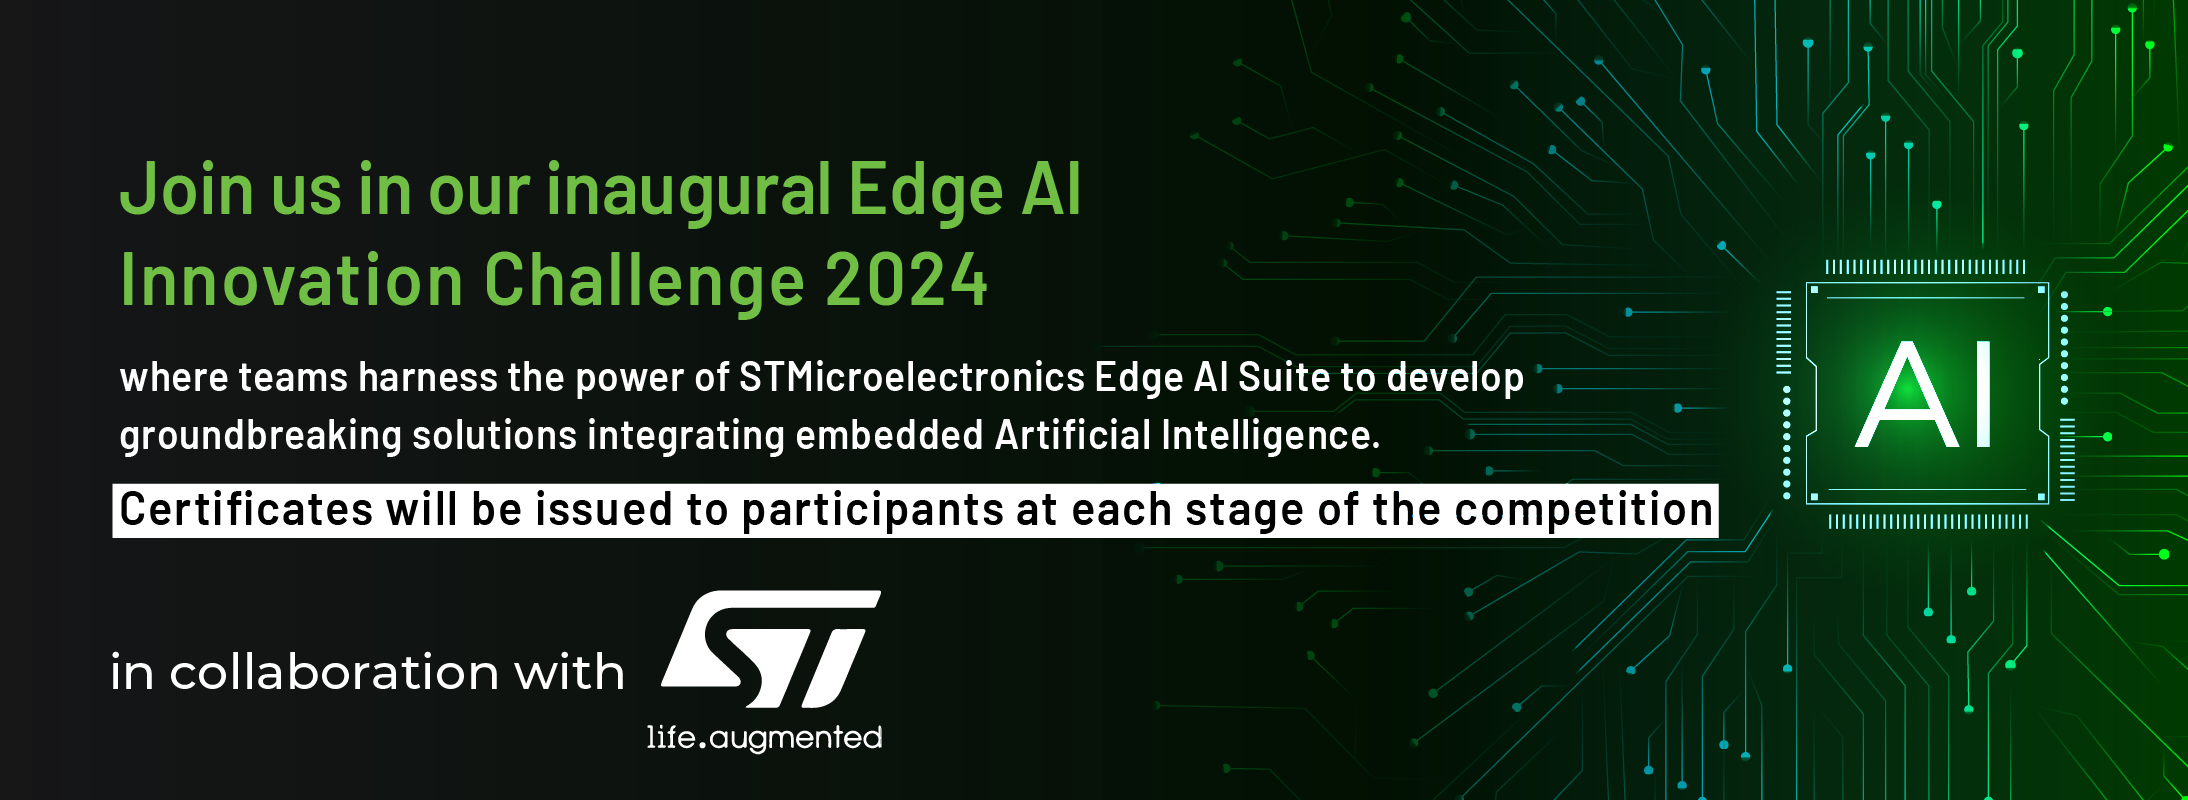 Join us in our inaugural Edge AI
Innovation Challenge 2024
where teams harness the power of STMicroelectronics Edge AI Suite to develop
groundbreaking solutions integrating embedded Artificial Intelligence.
Certificates will be issued to participants at each stage of the competition
in collaboration with
ST
life.augmented
AI